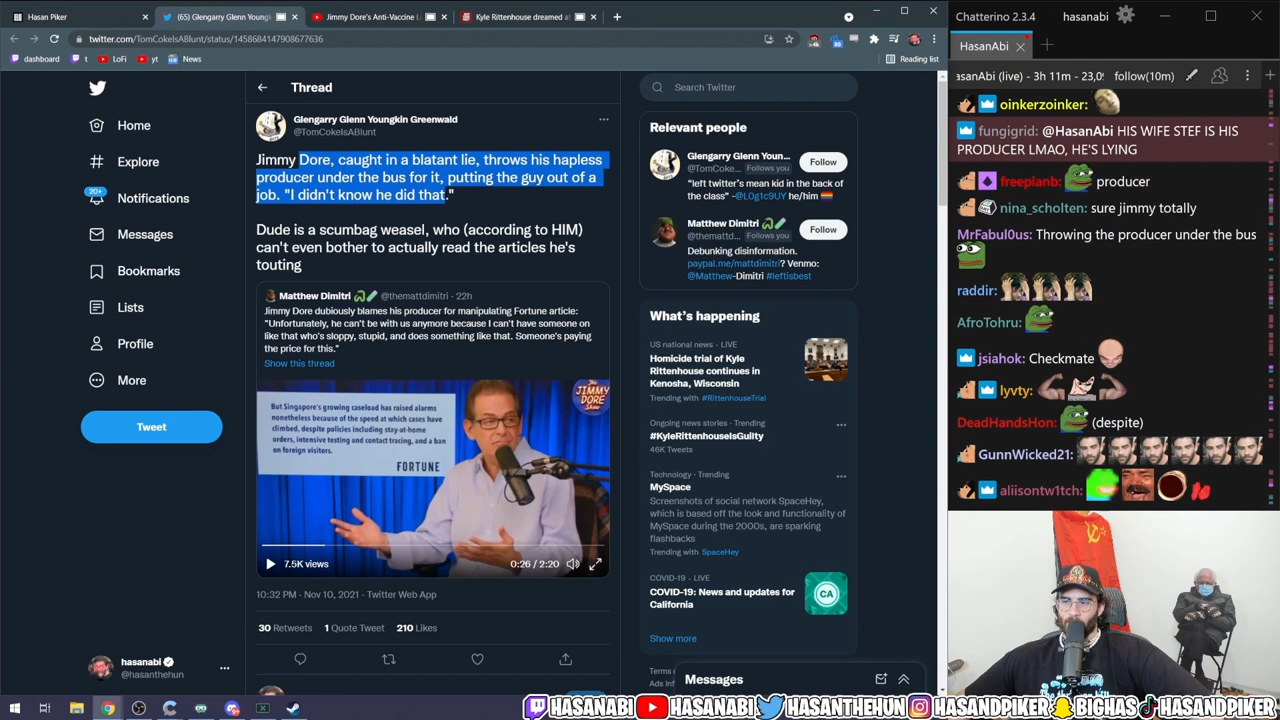 Hasan Piker
(65) Glengarry Glenn Youngki
Jimmy Dore's Anti-Vaccine L
Kyle Rittenhouse dreamed at
twitter.com/TomCokeIsABlunt/status/1458684147908677636
dashboard
t
LoFi
yt
News
Reading list
Home
Explore
20+
Notifications
Messages
Bookmarks
Lists
Profile
More
Tweet
hasanabi
@hasanthehun
Thread
Glengarry Glenn Youngkin Greenwald
@TomCokeIsABlunt
Jimmy Dore, caught in a blatant lie, throws his hapless
producer under the bus for it, putting the guy out of a
job. "I didn't know he did that."
Dude is a scumbag weasel, who (according to HIM)
can't even bother to actually read the articles he's
touting
Matthew Dimitri @themattdimitri · 22h
Jimmy Dore dubiously blames his producer for manipulating Fortune article:
"Unfortunately, he can't be with us anymore because I can't have someone on
like that who's sloppy, stupid, and does something like that. Someone's paying
the price for this."
Show this thread
But Singapore's growing caseload has raised alarms
nonetheless because of the speed at which cases have
climbed, despite policies including stay-at-home
orders, intensive testing and contact tracing, and a ban
on foreign visitors.
FORTUNE
THE
JIMMY
DORE
Show
7.5K views
0:26 / 2:20
10:32 PM · Nov 10, 2021 · Twitter Web App
30 Retweets 1 Quote Tweet 210 Likes
Search Twitter
Relevant people
Glengarry Glenn Youn...
@TomCokeIsABlunt... Follows you
Follow
"left twitter's mean kid in the back
of the class" -@L0g1c9UY he/him
Matthew Dimitri
@themattd... Follows you
Follow
Debunking disinformation.
paypal.me/mattdimitri? Venmo:
@Matthew-Dimitri #leftisbest
What's happening
US national news · LIVE
Homicide trial of Kyle
Rittenhouse continues in
Kenosha, Wisconsin
Trending with #RIttenhouseTrial
Ongoing news stories · Trending
#KyleRittenhouseIsGuilty
46K Tweets
Technology · Trending
MySpace
Screenshots of social network SpaceHey,
which is based off the look and functionality of
MySpace during the 2000s, are sparking
flashbacks
Trending with SpaceHey
COVID-19 · LIVE
COVID-19: News and updates for
California
CA
Show more
Messages
Chatterino 2.3.4
hasanabi
HasanAbi
asanAbi (live) - 3h 11m - 23,0
follow(10m)
oinkerzoinker:
fungigrid: @HasanAbi HIS WIFE STEF IS HIS
PRODUCER LMAO, HE'S LYING
freeplanb: producer
nina_scholten: sure jimmy totally
MrFabul0us: Throwing the producer under the bus
raddir:
AfroTohru:
jsiahok: Checkmate
lyvty:
DeadHandsHon: (despite)
GunnWicked21:
aliisontw1tch:
HASANABI HASANABI HASANTHEHUN HASANDPIKER BIGHAS HASANDPIKER